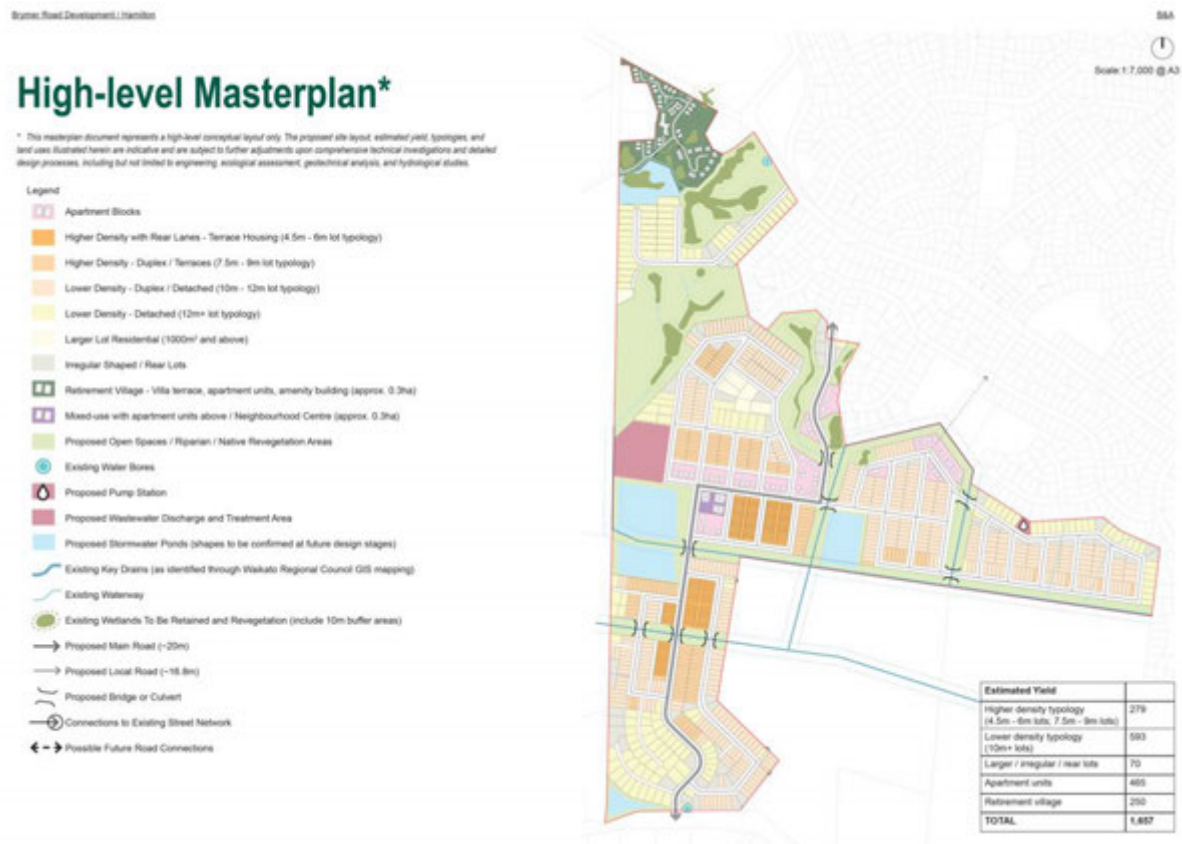 Brymer Road Development / Hamilton
S&A
Scale:1:7,000 @ A3
High-level Masterplan*
* This masterplan document represents a high-level conceptual layout only. The proposed site layout, estimated yield, typologies, and
land uses illustrated herein are indicative and are subject to further adjustments upon comprehensive technical investigations and detailed
design processes, including but not limited to engineering, ecological assessment, geotechnical analysis, and hydrological studies.
Legend
Apartment Blocks
Higher Density with Rear Lanes - Terrace Housing (4.5m - 6m lot typology)
Higher Density - Duplex / Terraces (7.5m - 9m lot typology)
Lower Density - Duplex / Detached (10m - 12m lot typology)
Lower Density - Detached (12m+ lot typology)
Larger Lot Residential (1000m² and above)
Irregular Shaped / Rear Lots
Retirement Village - Villa terrace, apartment units, amenity building (approx. 0.3ha)
Mixed-use with apartment units above / Neighbourhood Centre (approx. 0.3ha)
Proposed Open Spaces / Riparian / Native Revegetation Areas
Existing Water Bores
Proposed Pump Station
Proposed Wastewater Discharge and Treatment Area
Proposed Stormwater Ponds (shapes to be confirmed at future design stages)
Existing Key Drains (as identified through Waikato Regional Council GIS mapping)
Existing Waterway
Existing Wetlands To Be Retained and Revegetation (include 10m buffer areas)
Proposed Main Road (~20m)
Proposed Local Road (~16.8m)
Proposed Bridge or Culvert
Connections to Existing Street Network
Possible Future Road Connections
Estimated Yield
Higher density typology 279
(4.5m - 6m lots, 7.5m - 9m lots)
Lower density typology 593
(10m+ lots)
Larger / irregular / rear lots 70
Apartment units 465
Retirement village 250
TOTAL 1,657